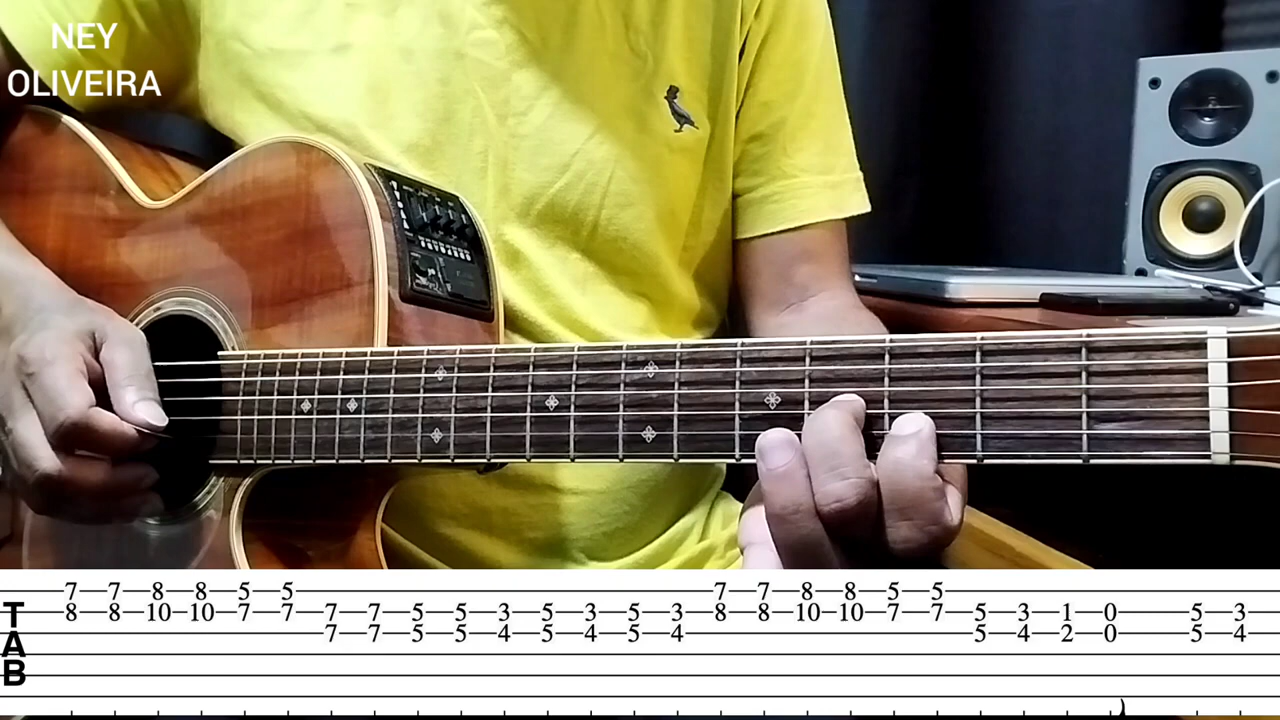 NEY
OLIVEIRA
7 7 8 8 5 5 7 7 8 8 5 5
T 8 8 10 10 7 7 7 7 5 5 3 5 3 5 3 8 8 10 10 7 7 5 3 1 0 5 3
A 7 7 5 5 4 5 4 5 4 5 4 2 0 5 4
B